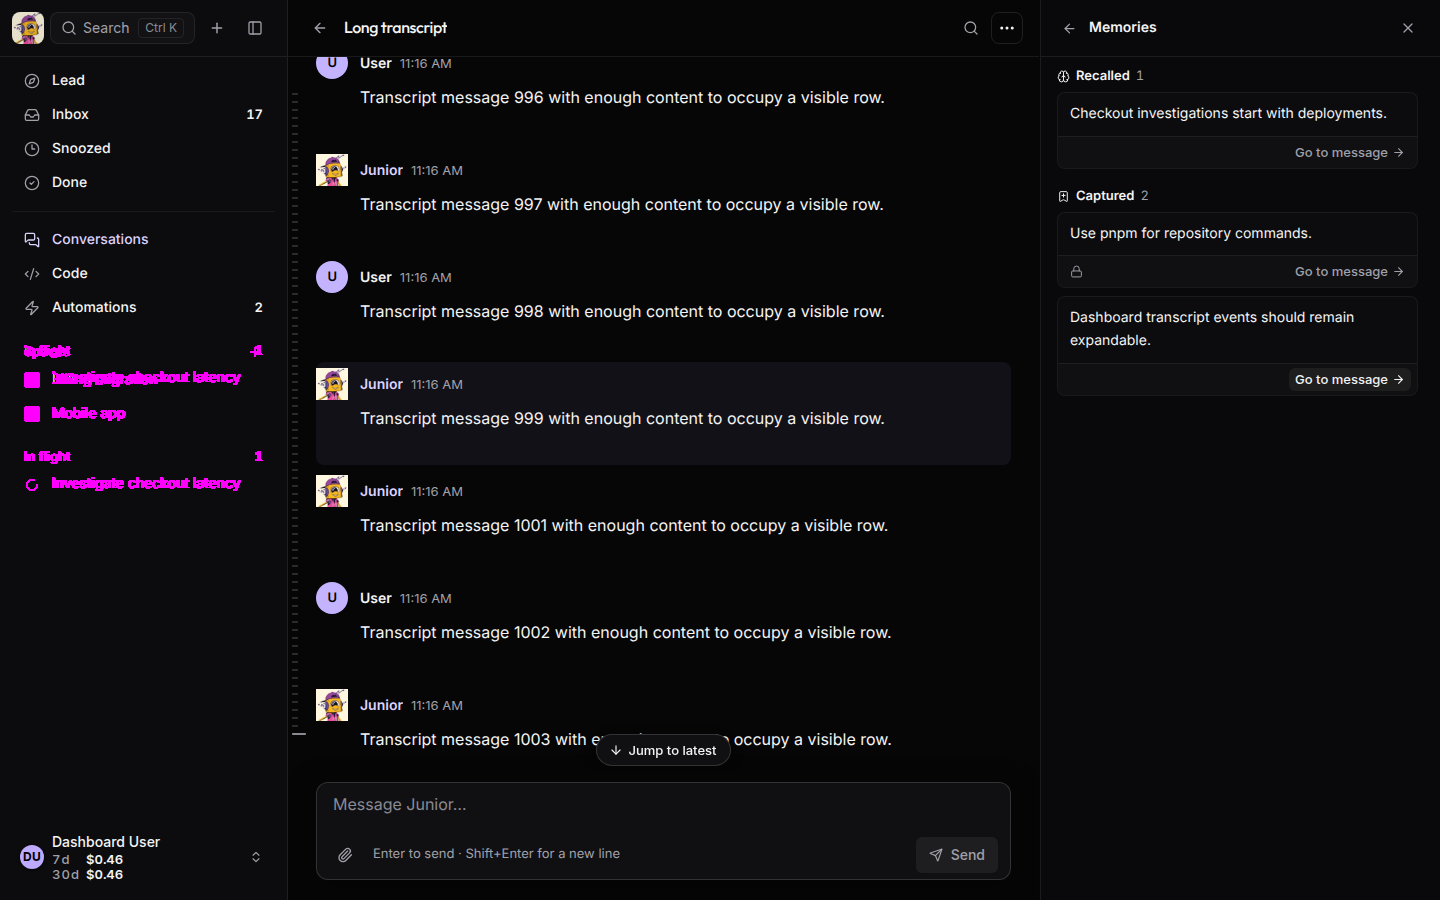 Search Ctrl K
Lead
Inbox 17
Snoozed
Done
Conversations
Code
Automations 2
checkout latency
Mobile app
In flight 1
Investigate checkout latency
DU
Dashboard User
7d $0.46
30d $0.46
Long transcript
U User 11:16 AM
Transcript message 996 with enough content to occupy a visible row.
Junior 11:16 AM
Transcript message 997 with enough content to occupy a visible row.
U User 11:16 AM
Transcript message 998 with enough content to occupy a visible row.
Junior 11:16 AM
Transcript message 999 with enough content to occupy a visible row.
Junior 11:16 AM
Transcript message 1001 with enough content to occupy a visible row.
U User 11:16 AM
Transcript message 1002 with enough content to occupy a visible row.
Junior 11:16 AM
Transcript message 1003 with occupy a visible row.
Jump to latest
Message Junior...
Enter to send · Shift+Enter for a new line
Send
Memories
Recalled 1
Checkout investigations start with deployments.
Go to message
Captured 2
Use pnpm for repository commands.
Go to message
Dashboard transcript events should remain
expandable.
Go to message